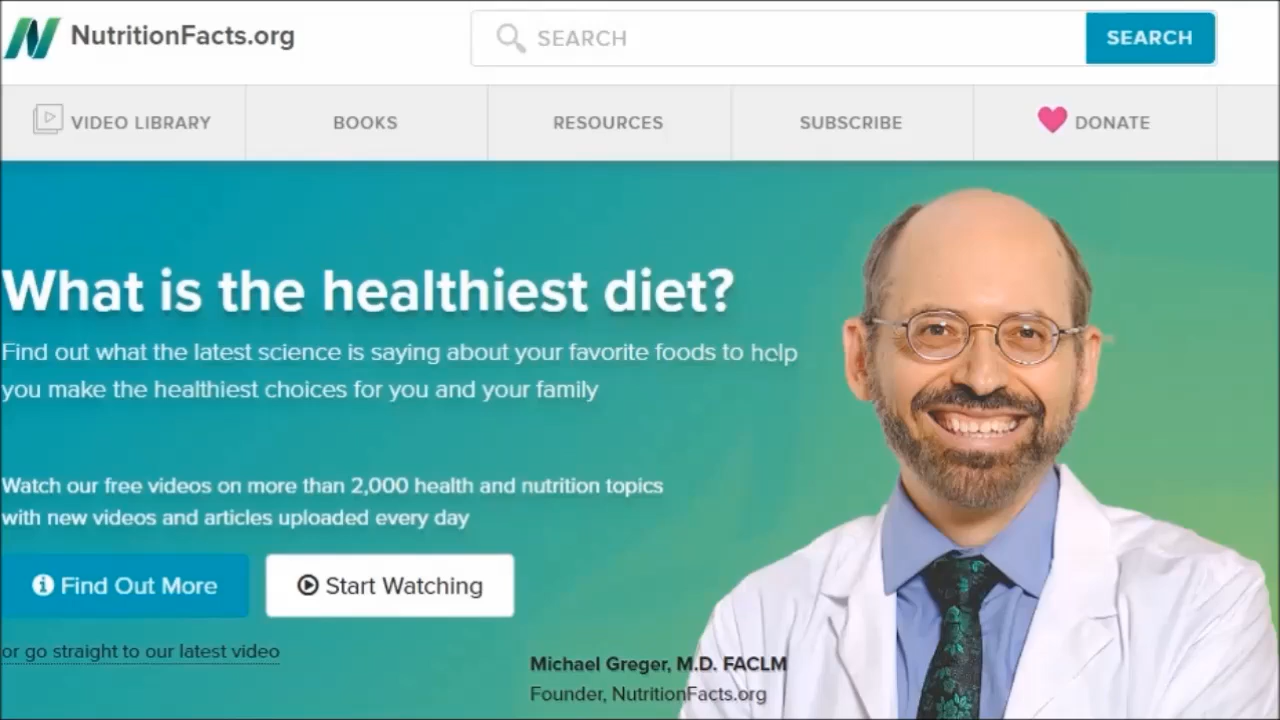 NutritionFacts.org
SEARCH
SEARCH
VIDEO LIBRARY
BOOKS
RESOURCES
SUBSCRIBE
DONATE
What is the healthiest diet?
Find out what the latest science is saying about your favorite foods to help
you make the healthiest choices for you and your family
Watch our free videos on more than 2,000 health and nutrition topics
with new videos and articles uploaded every day
Find Out More
Start Watching
or go straight to our latest video
Michael Greger, M.D. FACLM
Founder, NutritionFacts.org